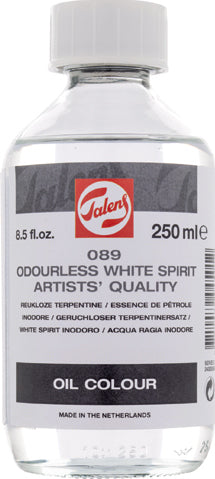 Talens
8.5 fl.oz.
250 ml e
089
ODOURLESS WHITE SPIRIT
ARTISTS' QUALITY
REUKLOZE TERPENTINE / ESSENCE DE PÉTROLE
INODORE / GERUCHLOSER TERPENTINERSATZ /
WHITE SPIRIT INODORO / ACQUA RAGIA INODORE
OIL COLOUR
MADE IN THE NETHERLANDS